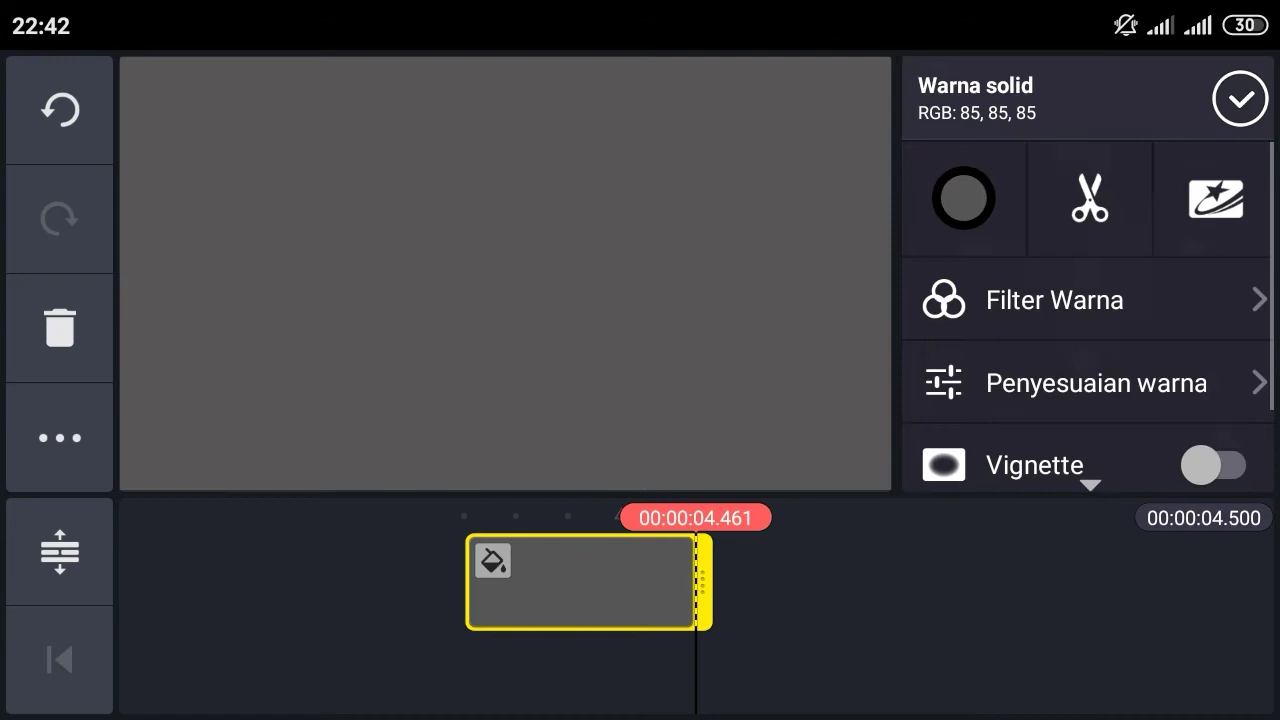 22:42
30
Warna solid
RGB: 85, 85, 85
Filter Warna
Penyesuaian warna
Vignette
00:00:04.461
00:00:04.500